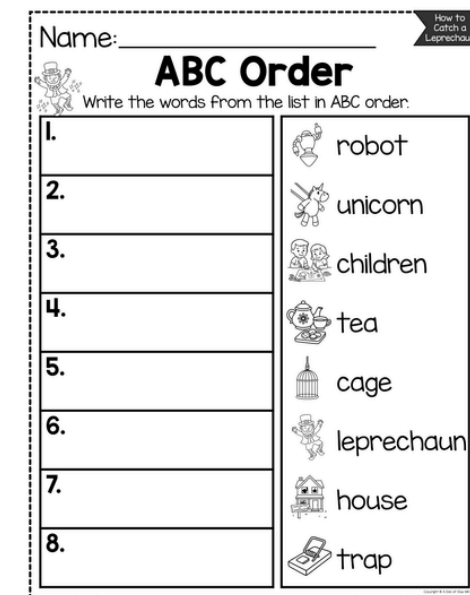 How to
Catch a
Name:
ABC Order
Write the words from the list in ABC order.
1.
2.
3.
4.
5.
6.
7.
8.
robot
unicorn
children
tea
cage
leprechaun
house
trap